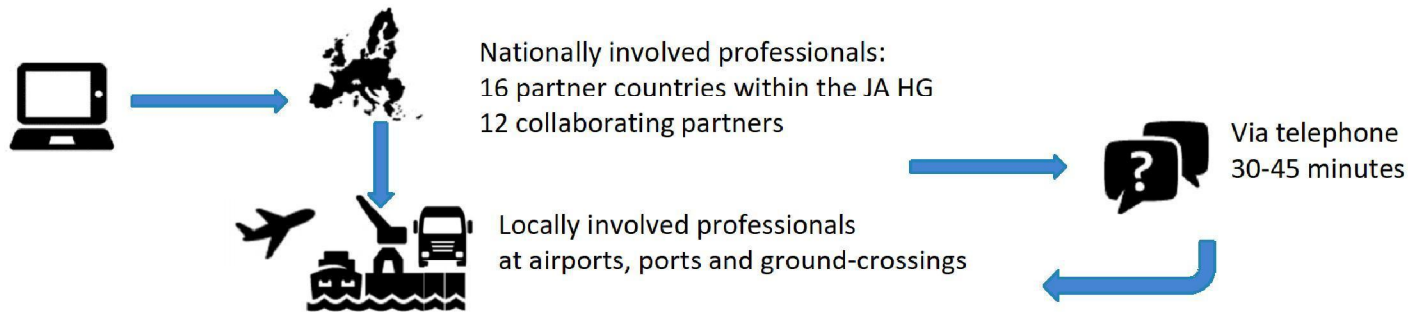 Nationally involved professionals:
16 partner countries within the JA HG
12 collaborating partners
?
Via telephone
30-45 minutes
Locally involved professionals
at airports, ports and ground-crossings